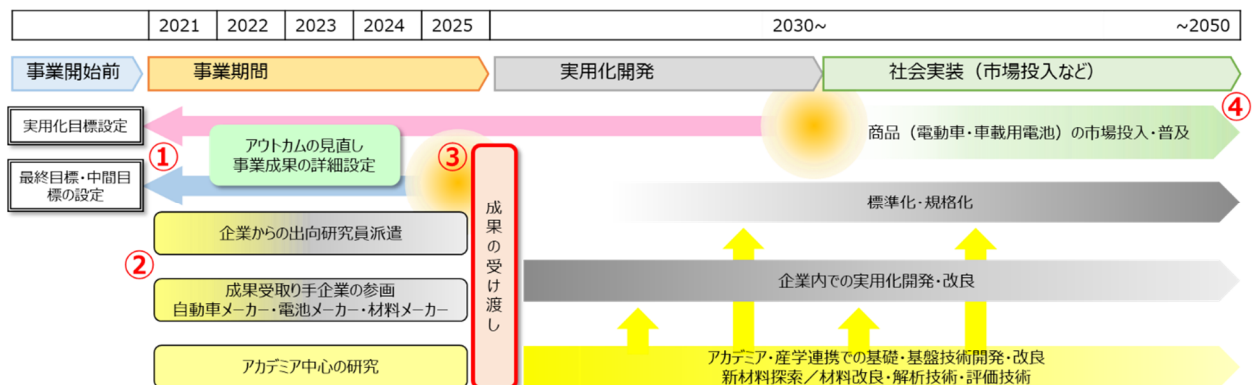 2021 2022 2023 2024 2025 2030~ ~2050
事業開始前 事業期間 実用化開発 社会実装（市場投入など）
実用化目標設定
①
最終目標・中間目
標の設定
アウトカムの見直し
事業成果の詳細設定
③
④
商品（電動車・車載用電池）の市場投入・普及
標準化・規格化
②
企業からの出向研究員派遣
成果受取り手企業の参画
自動車メーカー・電池メーカー・材料メーカー
アカデミア中心の研究
成果の受け渡し
企業内での実用化開発・改良
アカデミア・産学連携での基礎・基盤技術開発・改良
新材料探索／材料改良・解析技術・評価技術